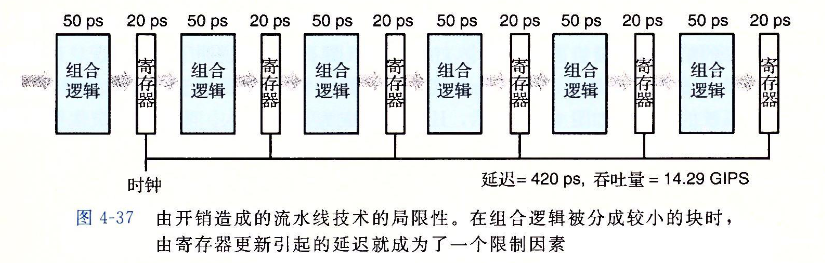 50 ps 20 ps 50 ps 20 ps 50 ps 20 ps 50 ps 20 ps 50 ps 20 ps 50 ps 20 ps
组合逻辑 寄存器 组合逻辑 寄存器 组合逻辑 寄存器 组合逻辑 寄存器 组合逻辑 寄存器 组合逻辑 寄存器
时钟 延迟= 420 ps, 吞吐量 = 14.29 GIPS
图 4-37 由开销造成的流水线技术的局限性。在组合逻辑被分成较小的块时，
由寄存器更新引起的延迟就成为了一个限制因素